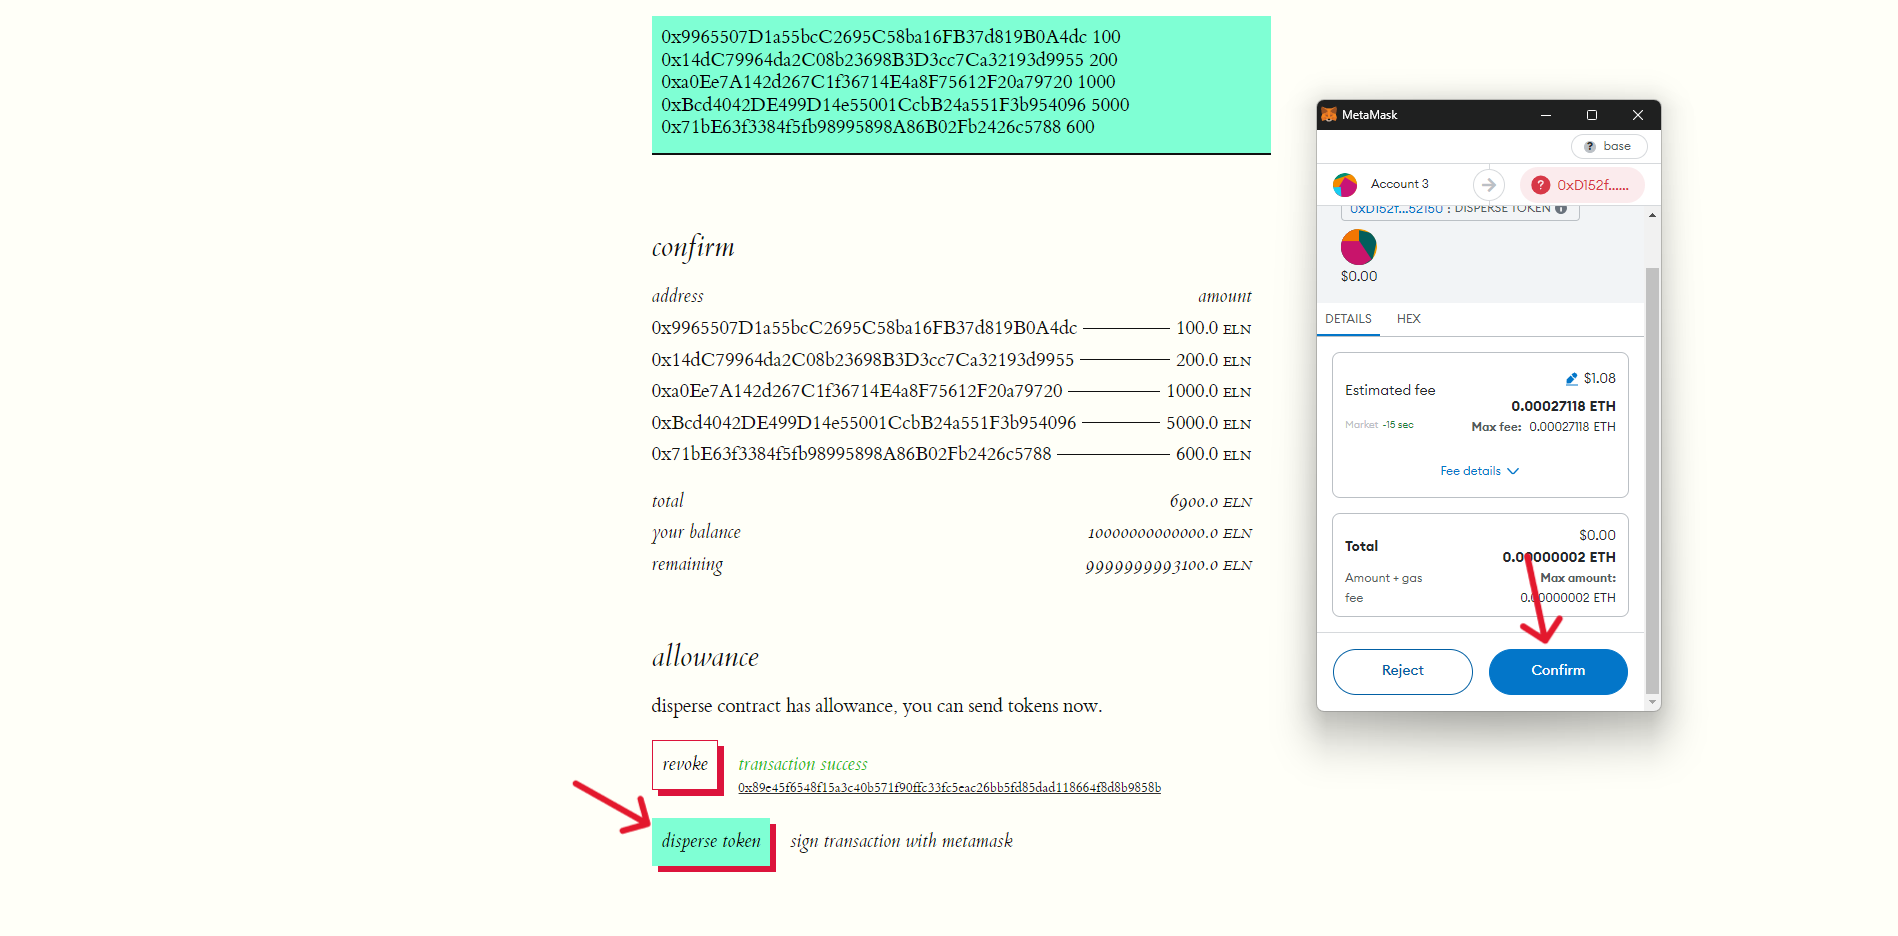 0x9965507D1a55bcC2695C58ba16FB37d819B0A4dc 100
0x14dC79964da2C08b23698B3D3cc7Ca32193d9955 200
0xa0Ee7A142d267C1f36714E4a8F75612F20a79720 1000
0xBcd4042DE499D14e55001CcbB24a551F3b954096 5000
0x71bE63f3384f5fb98995898A86B02Fb2426c5788 600
confirm
address amount
0x9965507D1a55bcC2695C58ba16FB37d819B0A4dc 100.0 ELN
0x14dC79964da2C08b23698B3D3cc7Ca32193d9955 200.0 ELN
0xa0Ee7A142d267C1f36714E4a8F75612F20a79720 1000.0 ELN
0xBcd4042DE499D14e55001CcbB24a551F3b954096 5000.0 ELN
0x71bE63f3384f5fb98995898A86B02Fb2426c5788 600.0 ELN
total 6900.0 ELN
your balance 10000000000000.0 ELN
remaining 9999999993100.0 ELN
allowance
disperse contract has allowance, you can send tokens now.
revoke transaction success
0x89e45f6548f15a3c40b571f90ffc33fc5eac26bb5fd85dad118664f8d8b9858b
disperse token sign transaction with metamask
MetaMask
? base
Account 3 ? 0xD152f......
0xD152f...52150 : DISPERSE TOKEN
$0.00
DETAILS HEX
$1.08
Estimated fee
0.00027118 ETH
Market ~15 sec Max fee: 0.00027118 ETH
Fee details
$0.00
Total
0.00000002 ETH
Amount + gas fee Max amount:
0.00000002 ETH
Reject Confirm